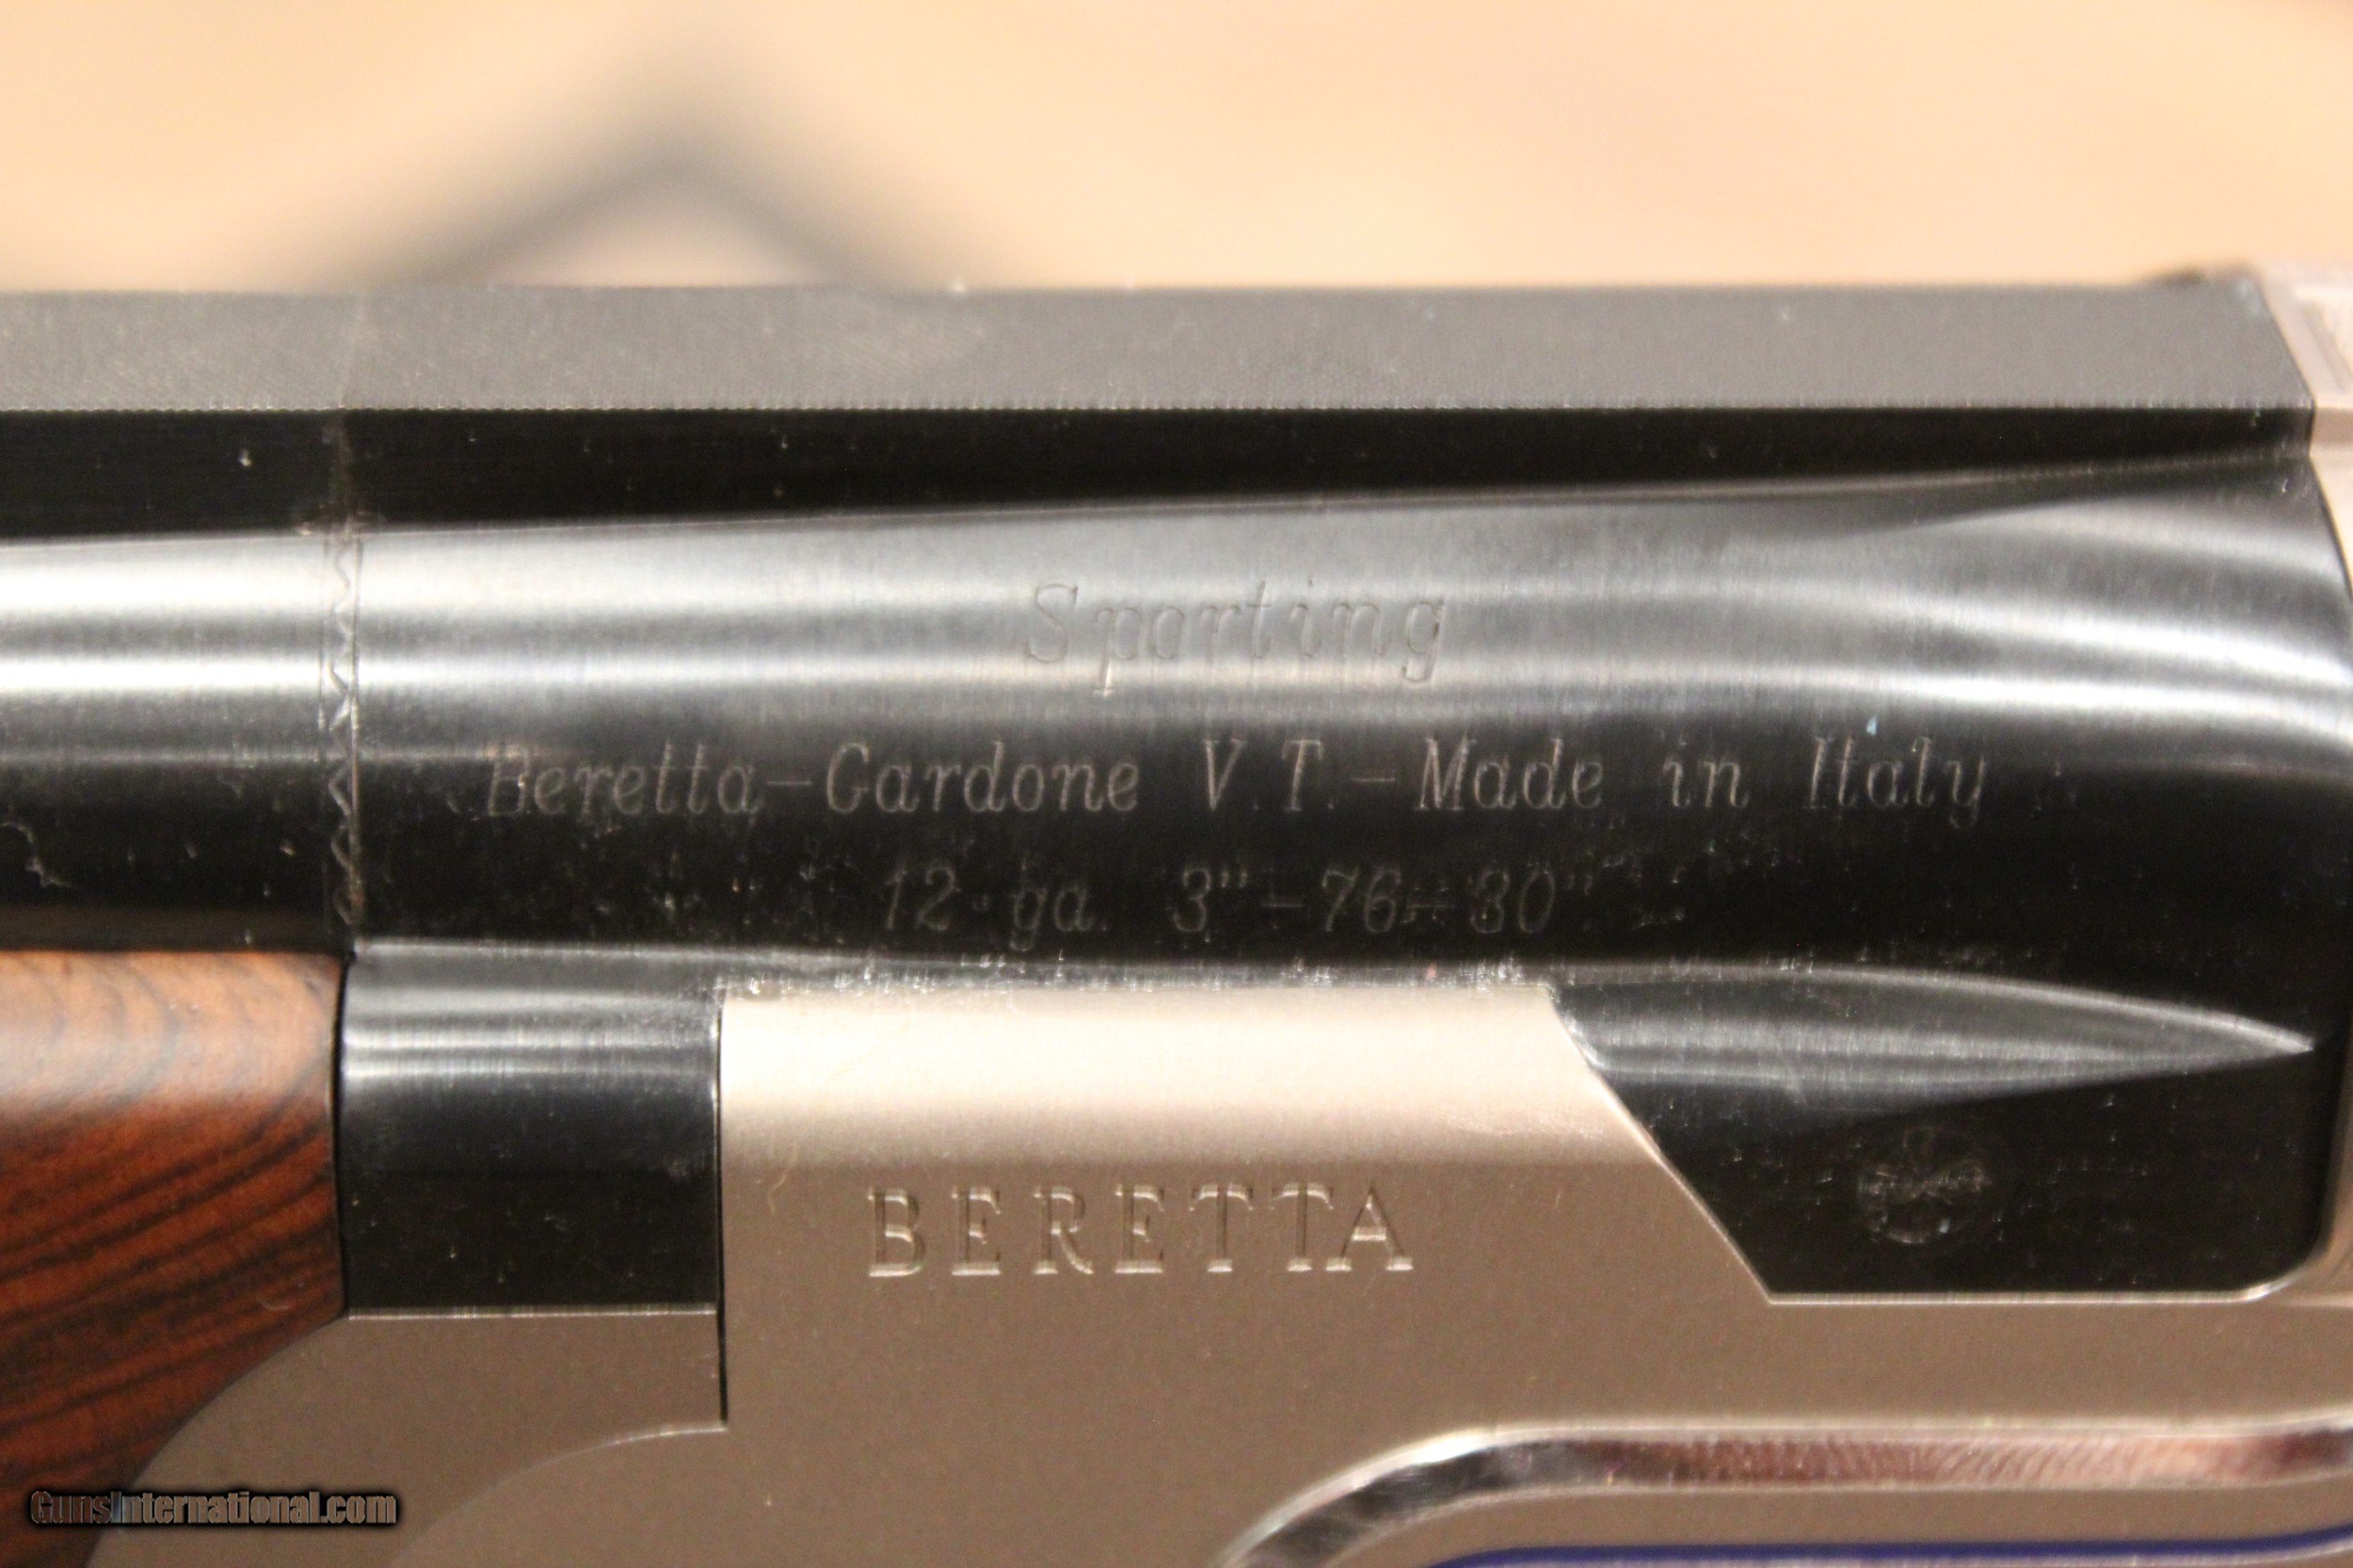 Sporting
Beretta-Gardone V.T.-Made in Italy
12 ga. 3"-76-30"
BERETTA
GunsInternational.com